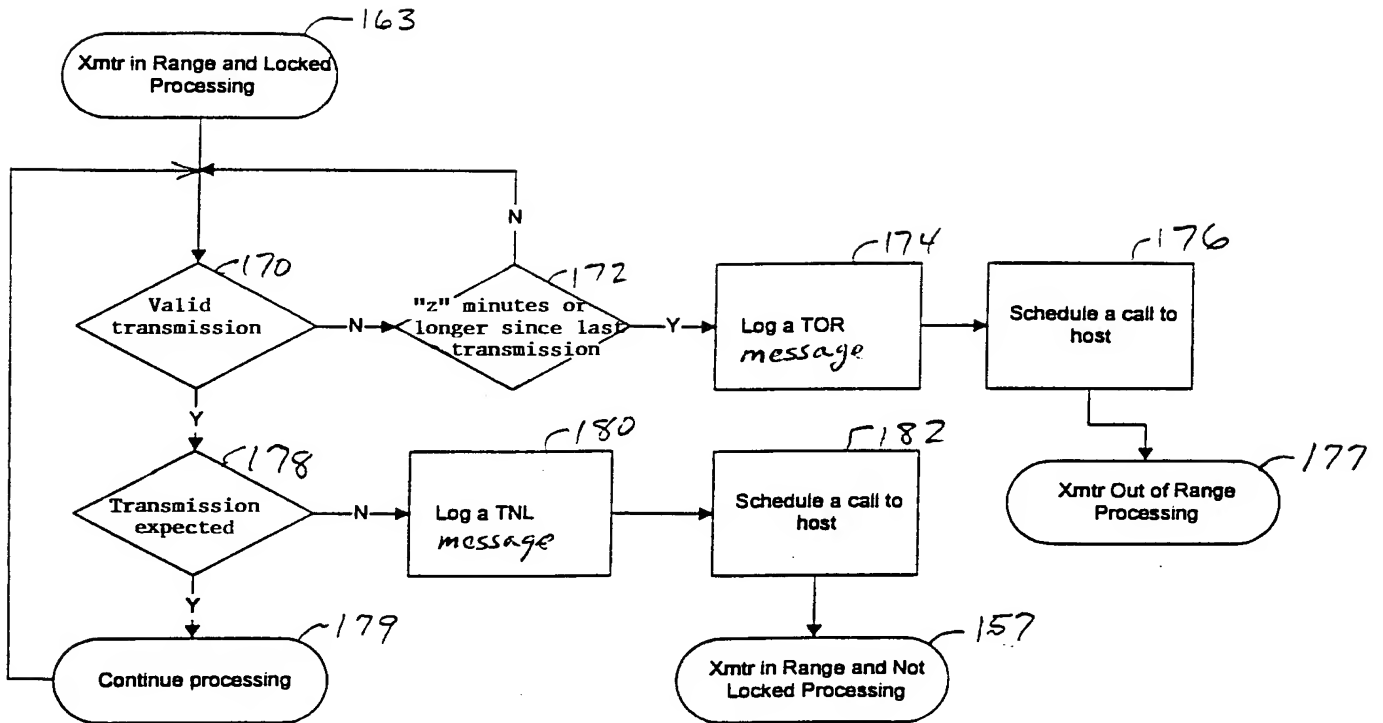 163
Xmtr in Range and Locked
Processing
N
170
Valid
transmission
N
172
"z" minutes or
longer since last
transmission
Y
174
Log a TOR
message
176
Schedule a call to
host
Y
178
Transmission
expected
N
180
Log a TNL
message
182
Schedule a call to
host
177
Xmtr Out of Range
Processing
Y
179
Continue processing
157
Xmtr in Range and Not
Locked Processing